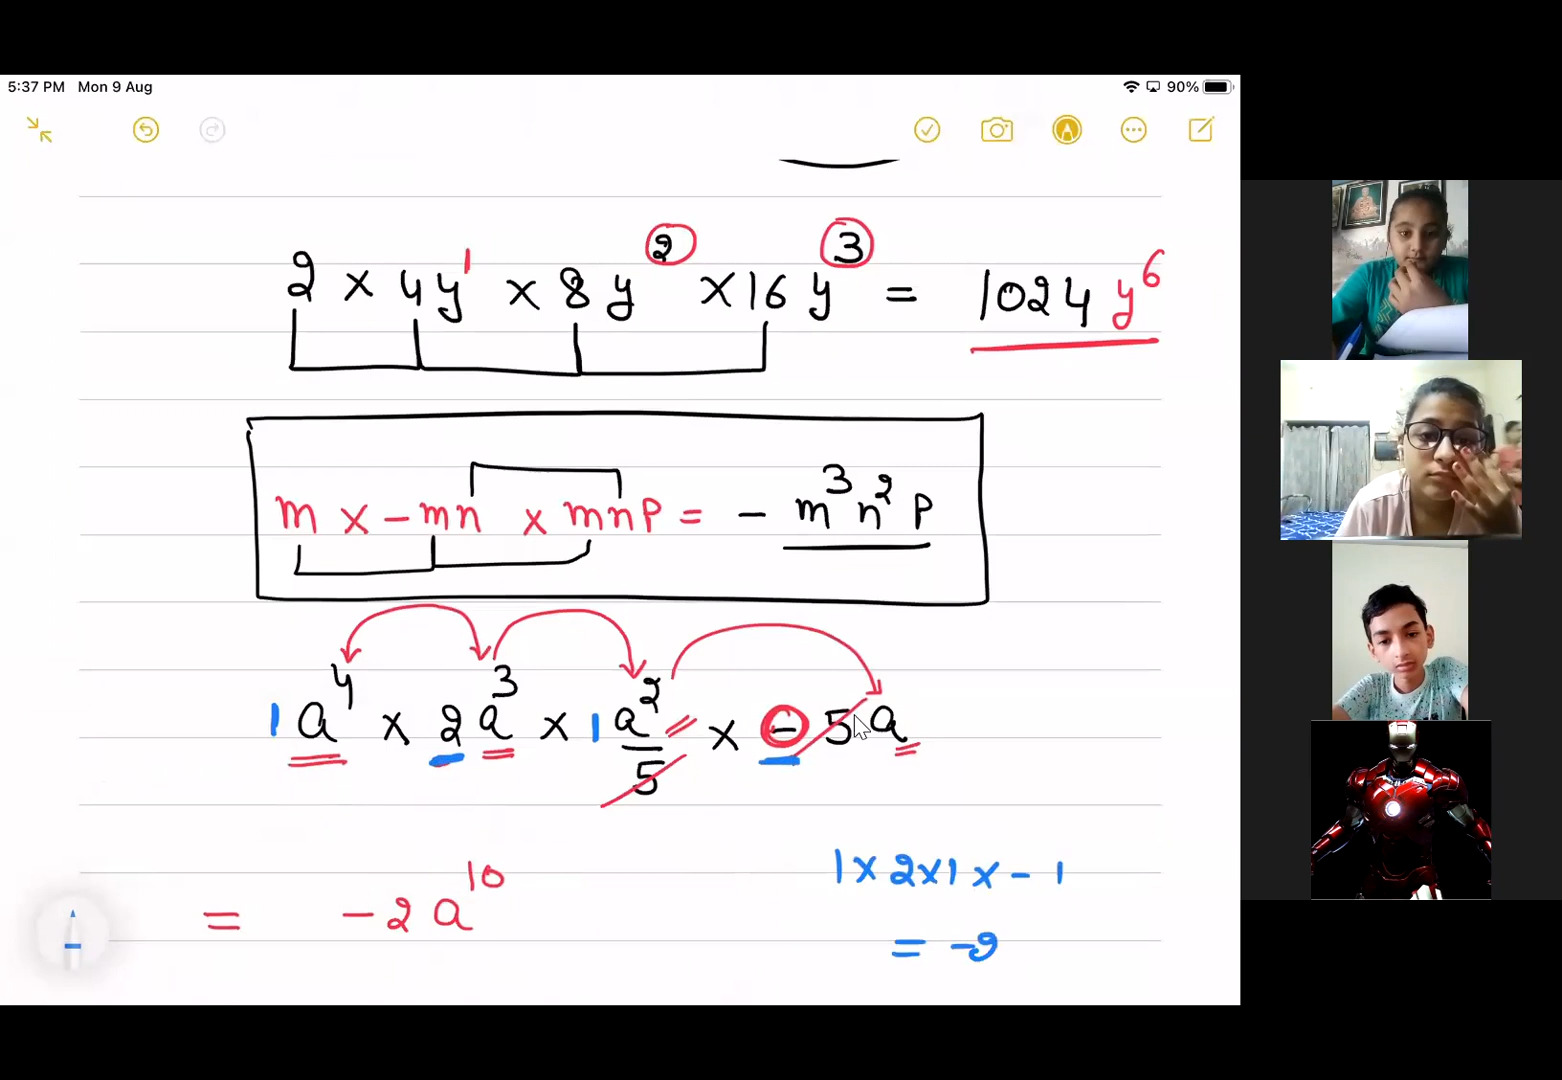 5:37 PM Mon 9 Aug 90%
2 × 4y¹ × 8y² × 16y³ = 1024y⁶
m × -mn × mnp = - m³n²p
1a⁴ × 2a³ × 1a²/5 × - 5a
= -2a¹⁰
1 × 2 × 1 × - 1
= -2